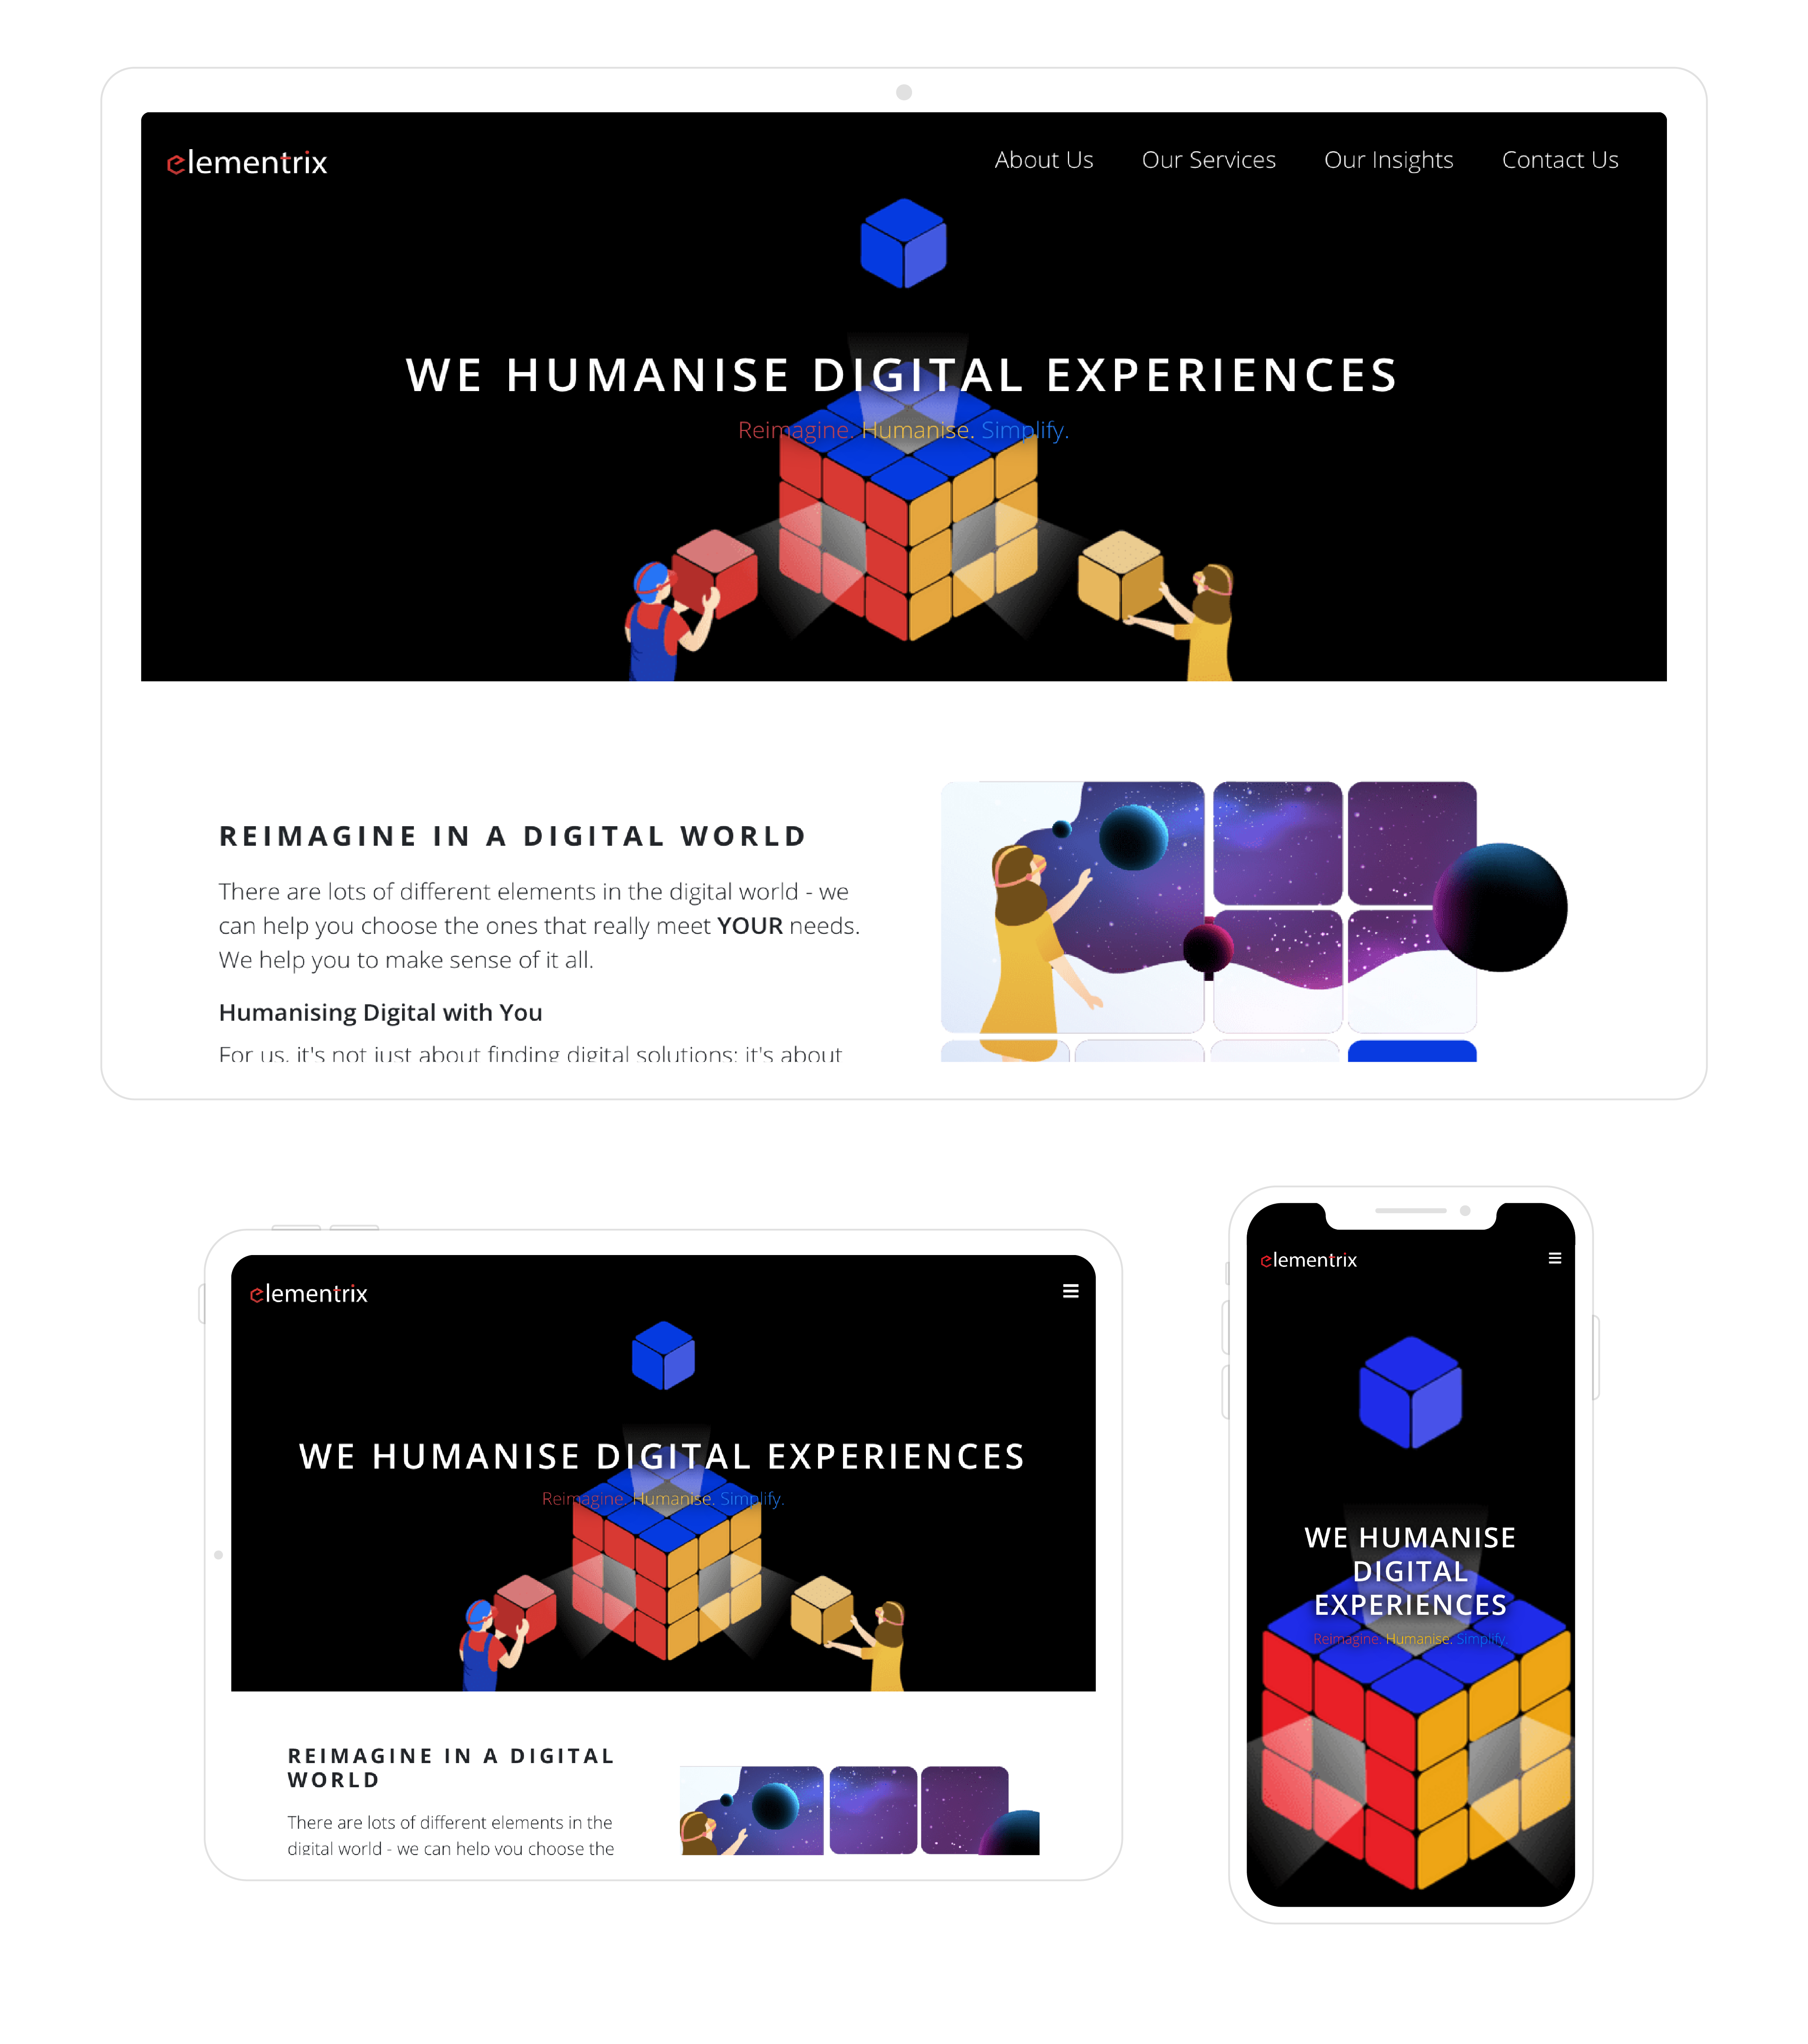 elementrix
About Us Our Services Our Insights Contact Us
WE HUMANISE DIGITAL EXPERIENCES
Reimagine. Humanise. Simplify.
REIMAGINE IN A DIGITAL WORLD
There are lots of different elements in the digital world - we
can help you choose the ones that really meet YOUR needs.
We help you to make sense of it all.
Humanising Digital with You
For us, it's not just about finding digital solutions; it's about
elementrix
WE HUMANISE DIGITAL EXPERIENCES
Reimagine. Humanise. Simplify.
REIMAGINE IN A DIGITAL
WORLD
There are lots of different elements in the
digital world - we can help you choose the
elementrix
WE HUMANISE
DIGITAL
EXPERIENCES
Reimagine. Humanise. Simplify.